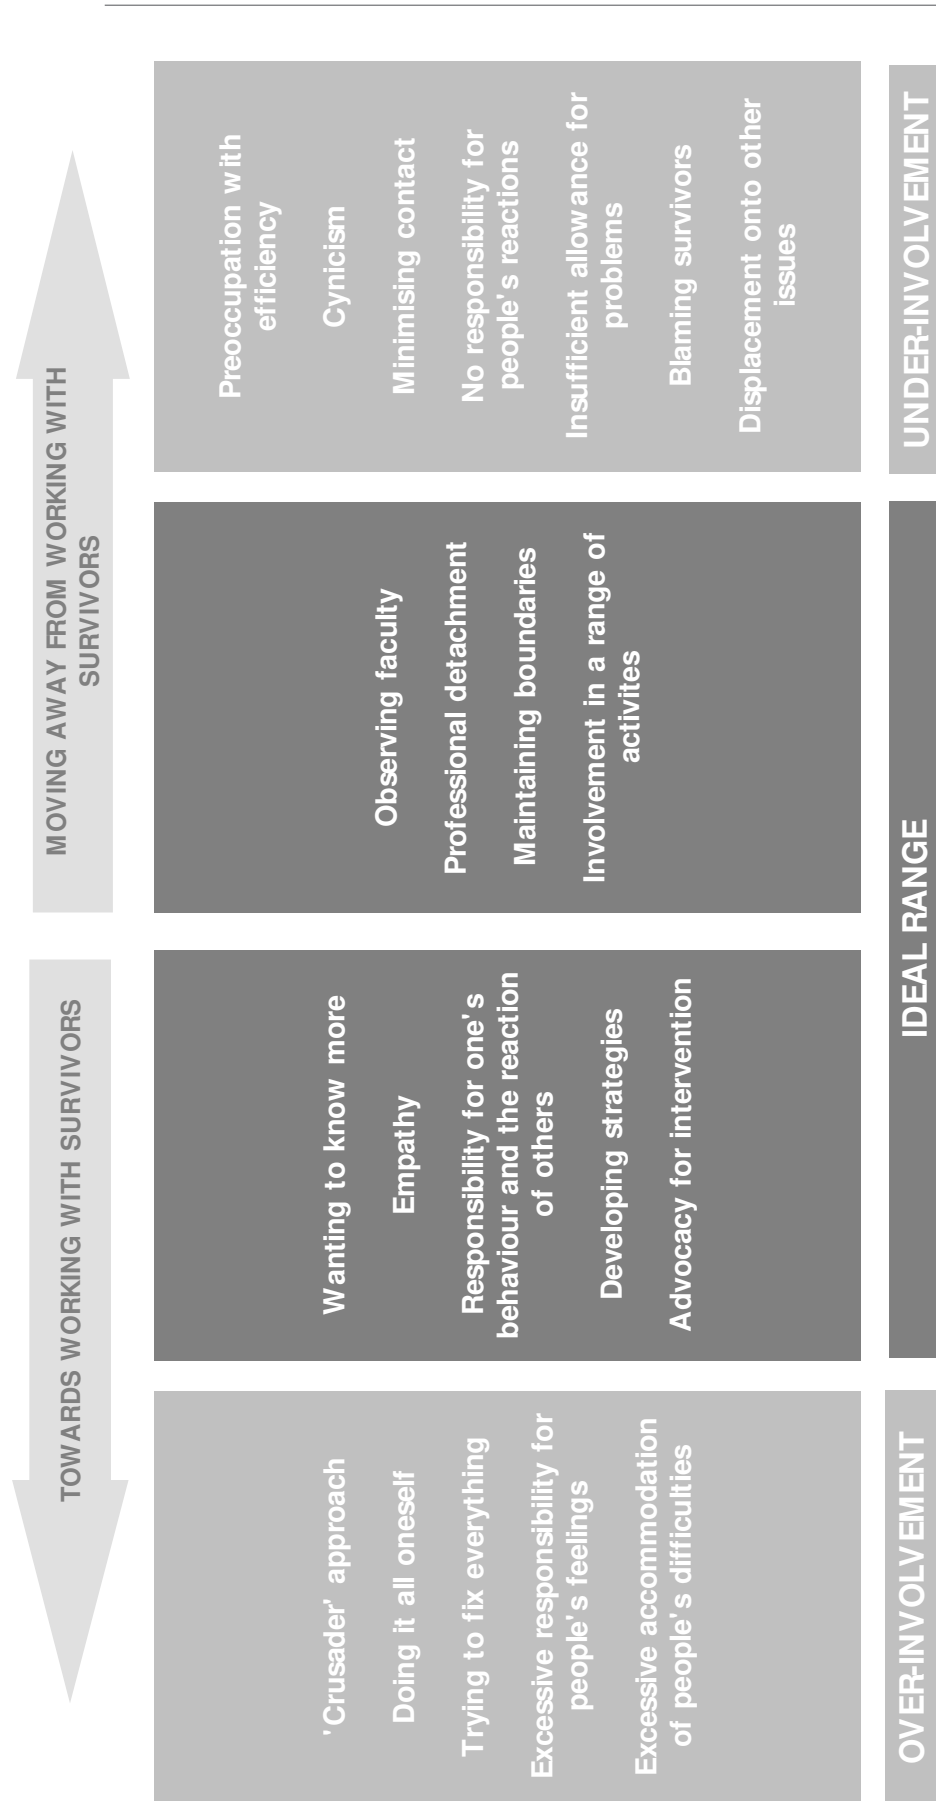 TOWARDS WORKING WITH SURVIVORS
MOVING AWAY FROM WORKING WITH
SURVIVORS
'Crusader' approach
Doing it all oneself
Trying to fix everything
Excessive responsibility for
people's feelings
Excessive accommodation
of people's difficulties
Wanting to know more
Empathy
Responsibility for one's
behaviour and the reaction
of others
Developing strategies
Advocacy for intervention
Observing faculty
Professional detachment
Maintaining boundaries
Involvement in a range of
activites
Preoccupation with
efficiency
Cynicism
Minimising contact
No responsibility for
people's reactions
Insufficient allowance for
problems
Blaming survivors
Displacement onto other
issues
OVER-INVOLVEMENT
IDEAL RANGE
UNDER-INVOLVEMENT